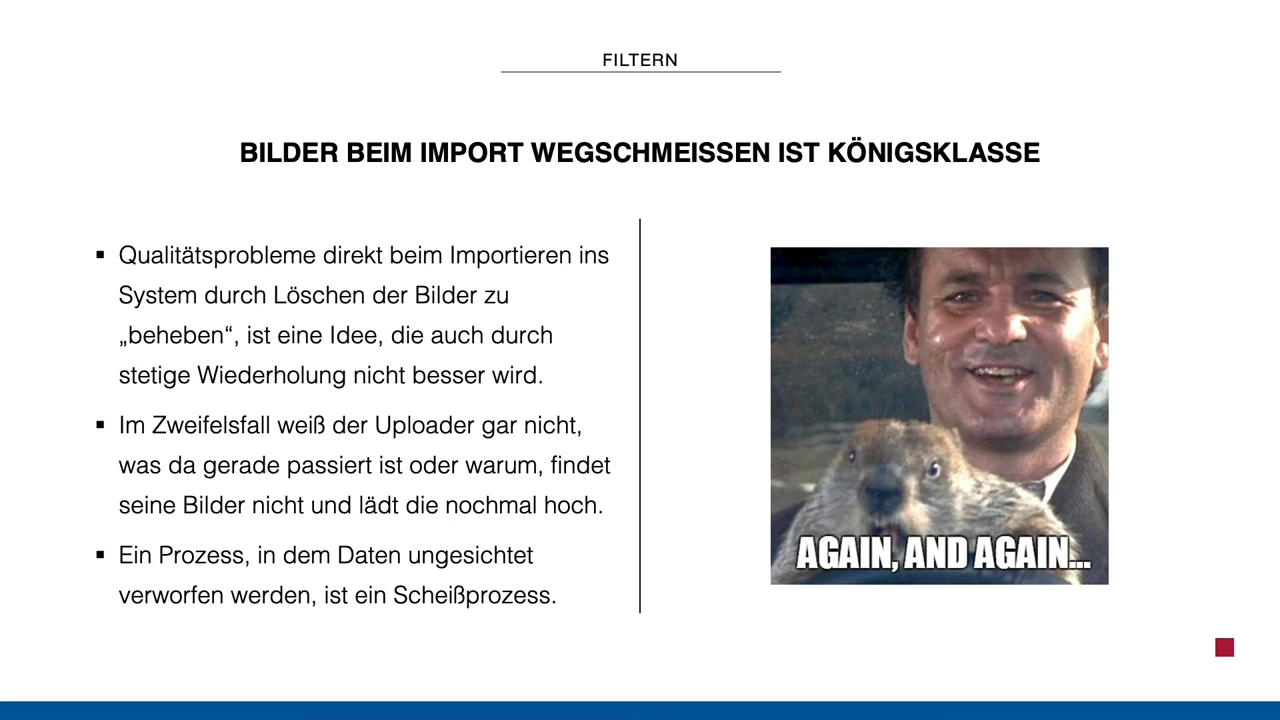 FILTERN
BILDER BEIM IMPORT WEGSCHMEISSEN IST KÖNIGSKLASSE
▪ Qualitätsprobleme direkt beim Importieren ins
System durch Löschen der Bilder zu
„beheben“, ist eine Idee, die auch durch
stetige Wiederholung nicht besser wird.
▪ Im Zweifelsfall weiß der Uploader gar nicht,
was da gerade passiert ist oder warum, findet
seine Bilder nicht und lädt die nochmal hoch.
▪ Ein Prozess, in dem Daten ungesichtet
verworfen werden, ist ein Scheißprozess.
AGAIN, AND AGAIN...